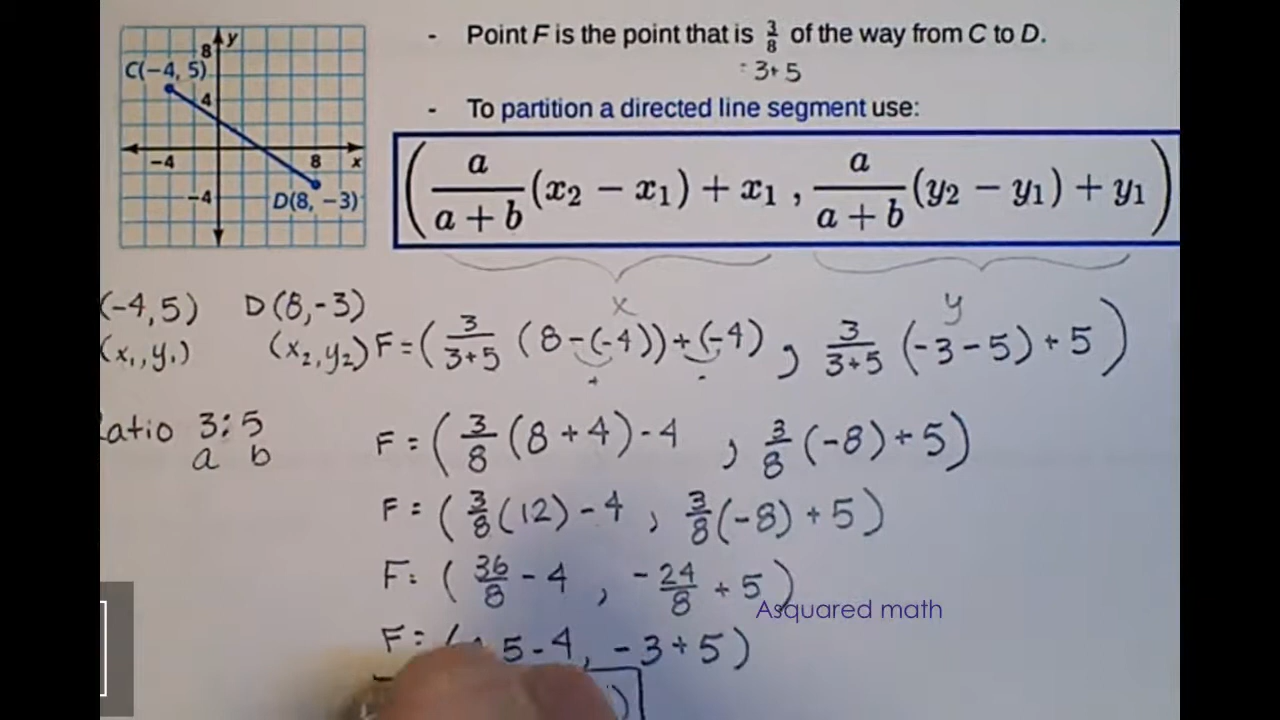 - Point F is the point that is 3/8 of the way from C to D.
= 3+5
- To partition a directed line segment use:
( a/(a + b) (x₂ − x₁) + x₁ , a/(a + b) (y₂ − y₁) + y₁ )
y
8
C(−4, 5)
4
−4 8 x
−4
D(8, −3)
x y
(-4,5) D(8,-3)
(x₁,y₁) (x₂,y₂)
F = ( 3/(3+5) (8-(-4))+(-4) , 3/(3+5) (-3-5)+5 )
+ -
atio 3:5
a b
F = ( 3/8 (8+4)-4 , 3/8 (-8)+5 )
F = ( 3/8 (12)-4 , 3/8 (-8)+5 )
F = ( 36/8 -4 , -24/8 +5 )
Asquared math
F = ( 5-4, -3+5 )
)